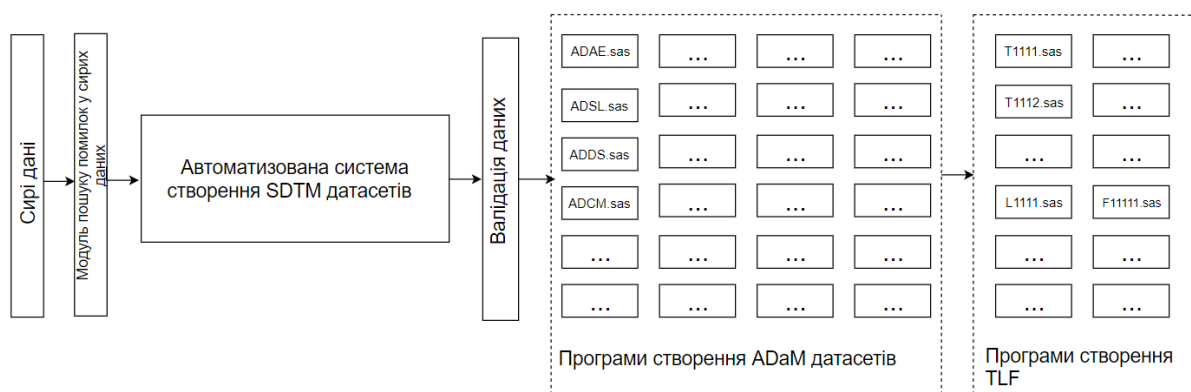 Сирі дані
Модуль пошуку помилок у сирих
даних
Автоматизована система
створення SDTM датасетів
Валідація даних
ADAE.sas
...
...
...
ADSL.sas
...
...
...
ADDS.sas
...
...
...
ADCM.sas
...
...
...
...
...
...
...
...
...
...
...
Програми створення ADaM датасетів
T1111.sas
...
T1112.sas
...
...
...
L1111.sas
F11111.sas
...
...
...
...
Програми створення
TLF